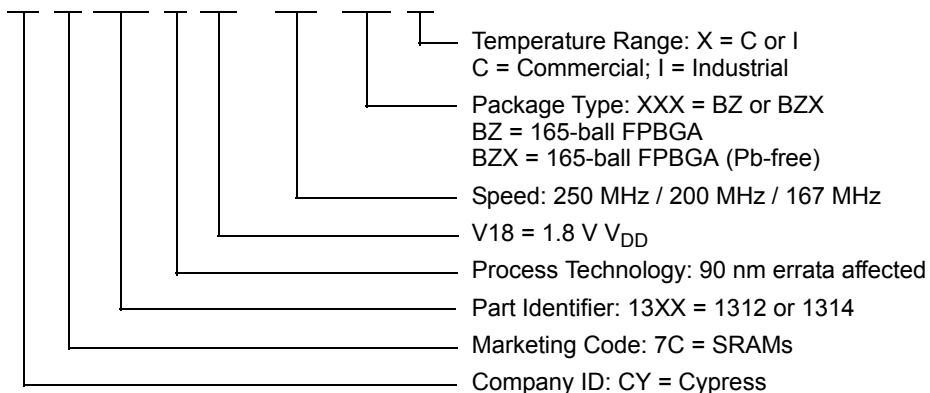 Temperature Range: X = C or I
C = Commercial; I = Industrial
Package Type: XXX = BZ or BZX
BZ = 165-ball FPBGA
BZX = 165-ball FPBGA (Pb-free)
Speed: 250 MHz / 200 MHz / 167 MHz
V18 = 1.8 V VDD
Process Technology: 90 nm errata affected
Part Identifier: 13XX = 1312 or 1314
Marketing Code: 7C = SRAMs
Company ID: CY = Cypress